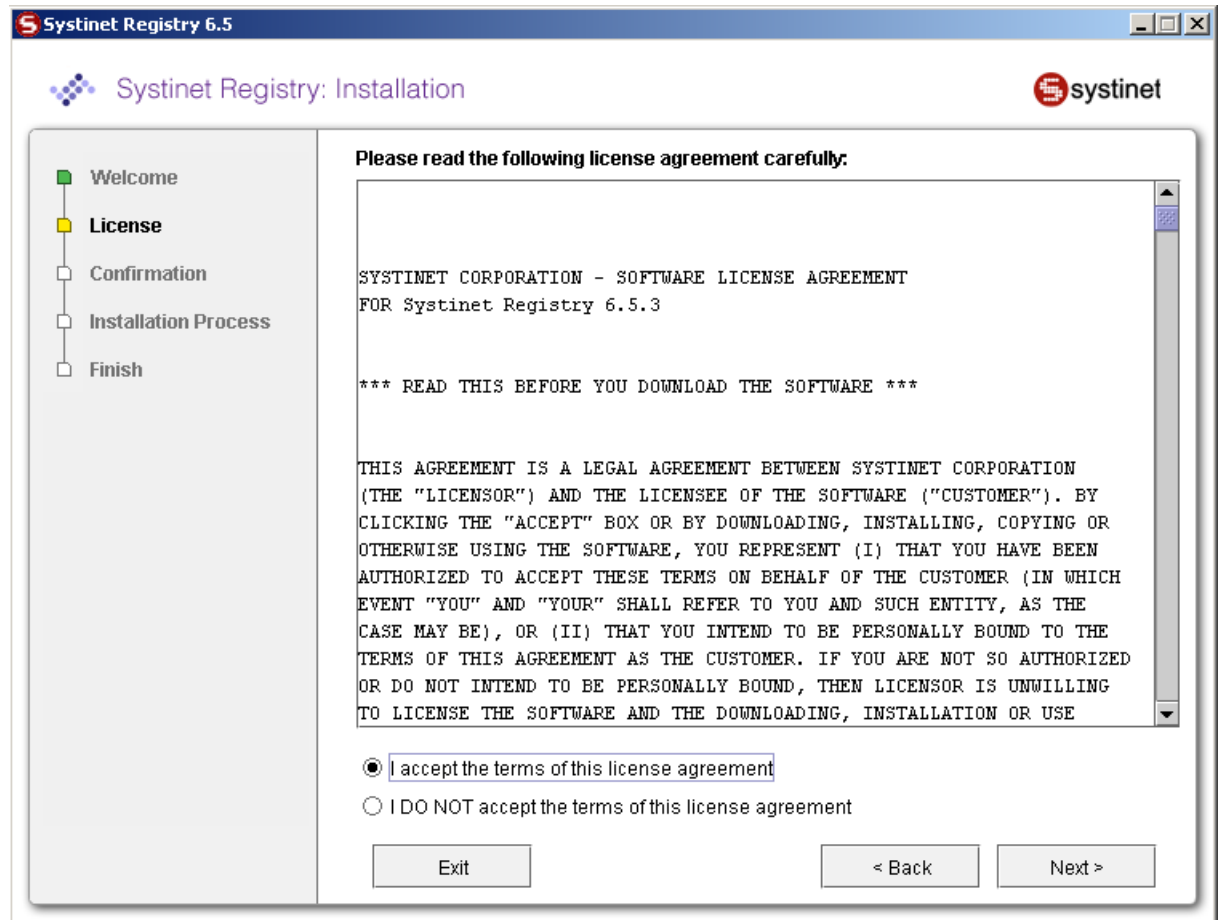 Systinet Registry 6.5
Systinet Registry: Installation
systinet
Welcome
License
Confirmation
Installation Process
Finish
Please read the following license agreement carefully:
SYSTINET CORPORATION - SOFTWARE LICENSE AGREEMENT
FOR Systinet Registry 6.5.3
*** READ THIS BEFORE YOU DOWNLOAD THE SOFTWARE ***
THIS AGREEMENT IS A LEGAL AGREEMENT BETWEEN SYSTINET CORPORATION
(THE "LICENSOR") AND THE LICENSEE OF THE SOFTWARE ("CUSTOMER"). BY
CLICKING THE "ACCEPT" BOX OR BY DOWNLOADING, INSTALLING, COPYING OR
OTHERWISE USING THE SOFTWARE, YOU REPRESENT (I) THAT YOU HAVE BEEN
AUTHORIZED TO ACCEPT THESE TERMS ON BEHALF OF THE CUSTOMER (IN WHICH
EVENT "YOU" AND "YOUR" SHALL REFER TO YOU AND SUCH ENTITY, AS THE
CASE MAY BE), OR (II) THAT YOU INTEND TO BE PERSONALLY BOUND TO THE
TERMS OF THIS AGREEMENT AS THE CUSTOMER. IF YOU ARE NOT SO AUTHORIZED
OR DO NOT INTEND TO BE PERSONALLY BOUND, THEN LICENSOR IS UNWILLING
TO LICENSE THE SOFTWARE AND THE DOWNLOADING, INSTALLATION OR USE
I accept the terms of this license agreement
I DO NOT accept the terms of this license agreement
Exit
< Back
Next >